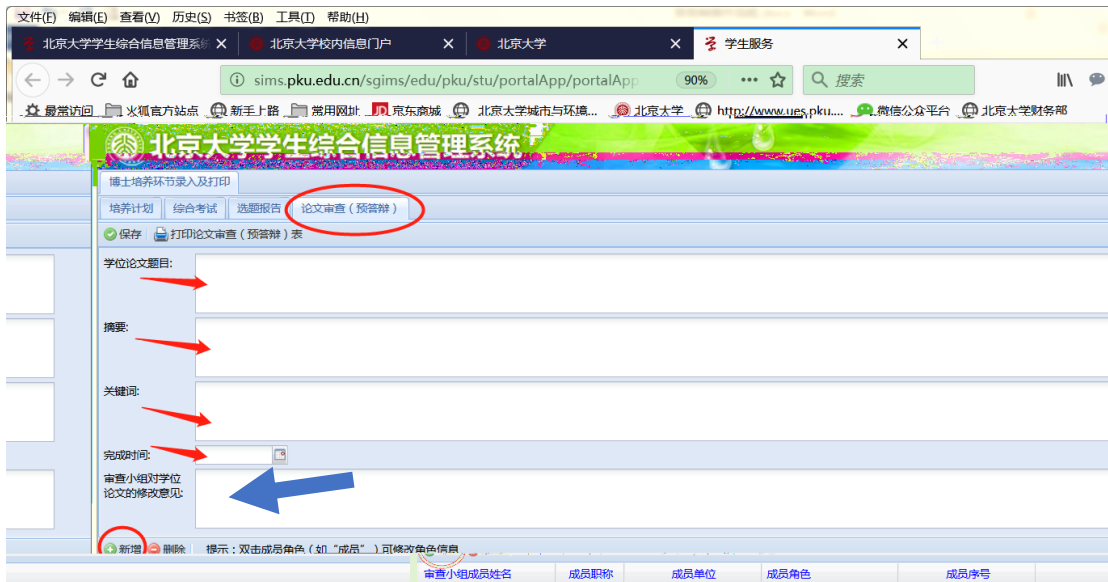 文件(F) 编辑(E) 查看(V) 历史(S) 书签(B) 工具(T) 帮助(H)
北京大学学生综合信息管理系 北京大学校内信息门户 北京大学 学生服务
sims.pku.edu.cn/sgims/edu/pku/stu/portalApp/portalApp 90% 搜索
最常访问 火狐官方站点 新手上路 常用网址 JD 京东商城 北京大学城市与环境... 北京大学 http://www.ues.pku.... 微信公众平台 北京大学财务部
北京大学学生综合信息管理系统
博士培养环节录入及打印
培养计划 综合考试 选题报告 论文审查（预答辩）
保存 打印论文审查（预答辩）表
学位论文题目:
摘要:
关键词:
完成时间:
审查小组对学位
论文的修改意见:
新增 删除 提示：双击成员角色（如“成员”）可修改角色信息
审查小组成员姓名 成员职称 成员单位 成员角色 成员序号